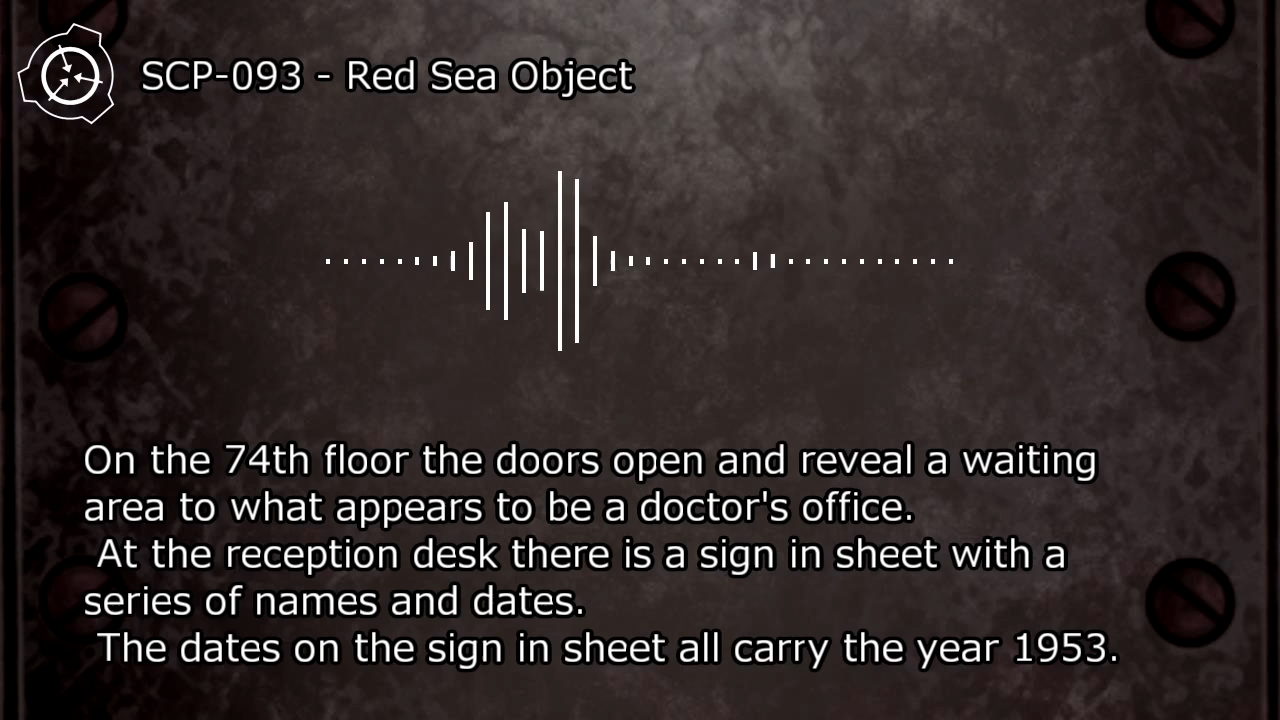 SCP-093 - Red Sea Object
On the 74th floor the doors open and reveal a waiting
area to what appears to be a doctor's office.
At the reception desk there is a sign in sheet with a
series of names and dates.
The dates on the sign in sheet all carry the year 1953.